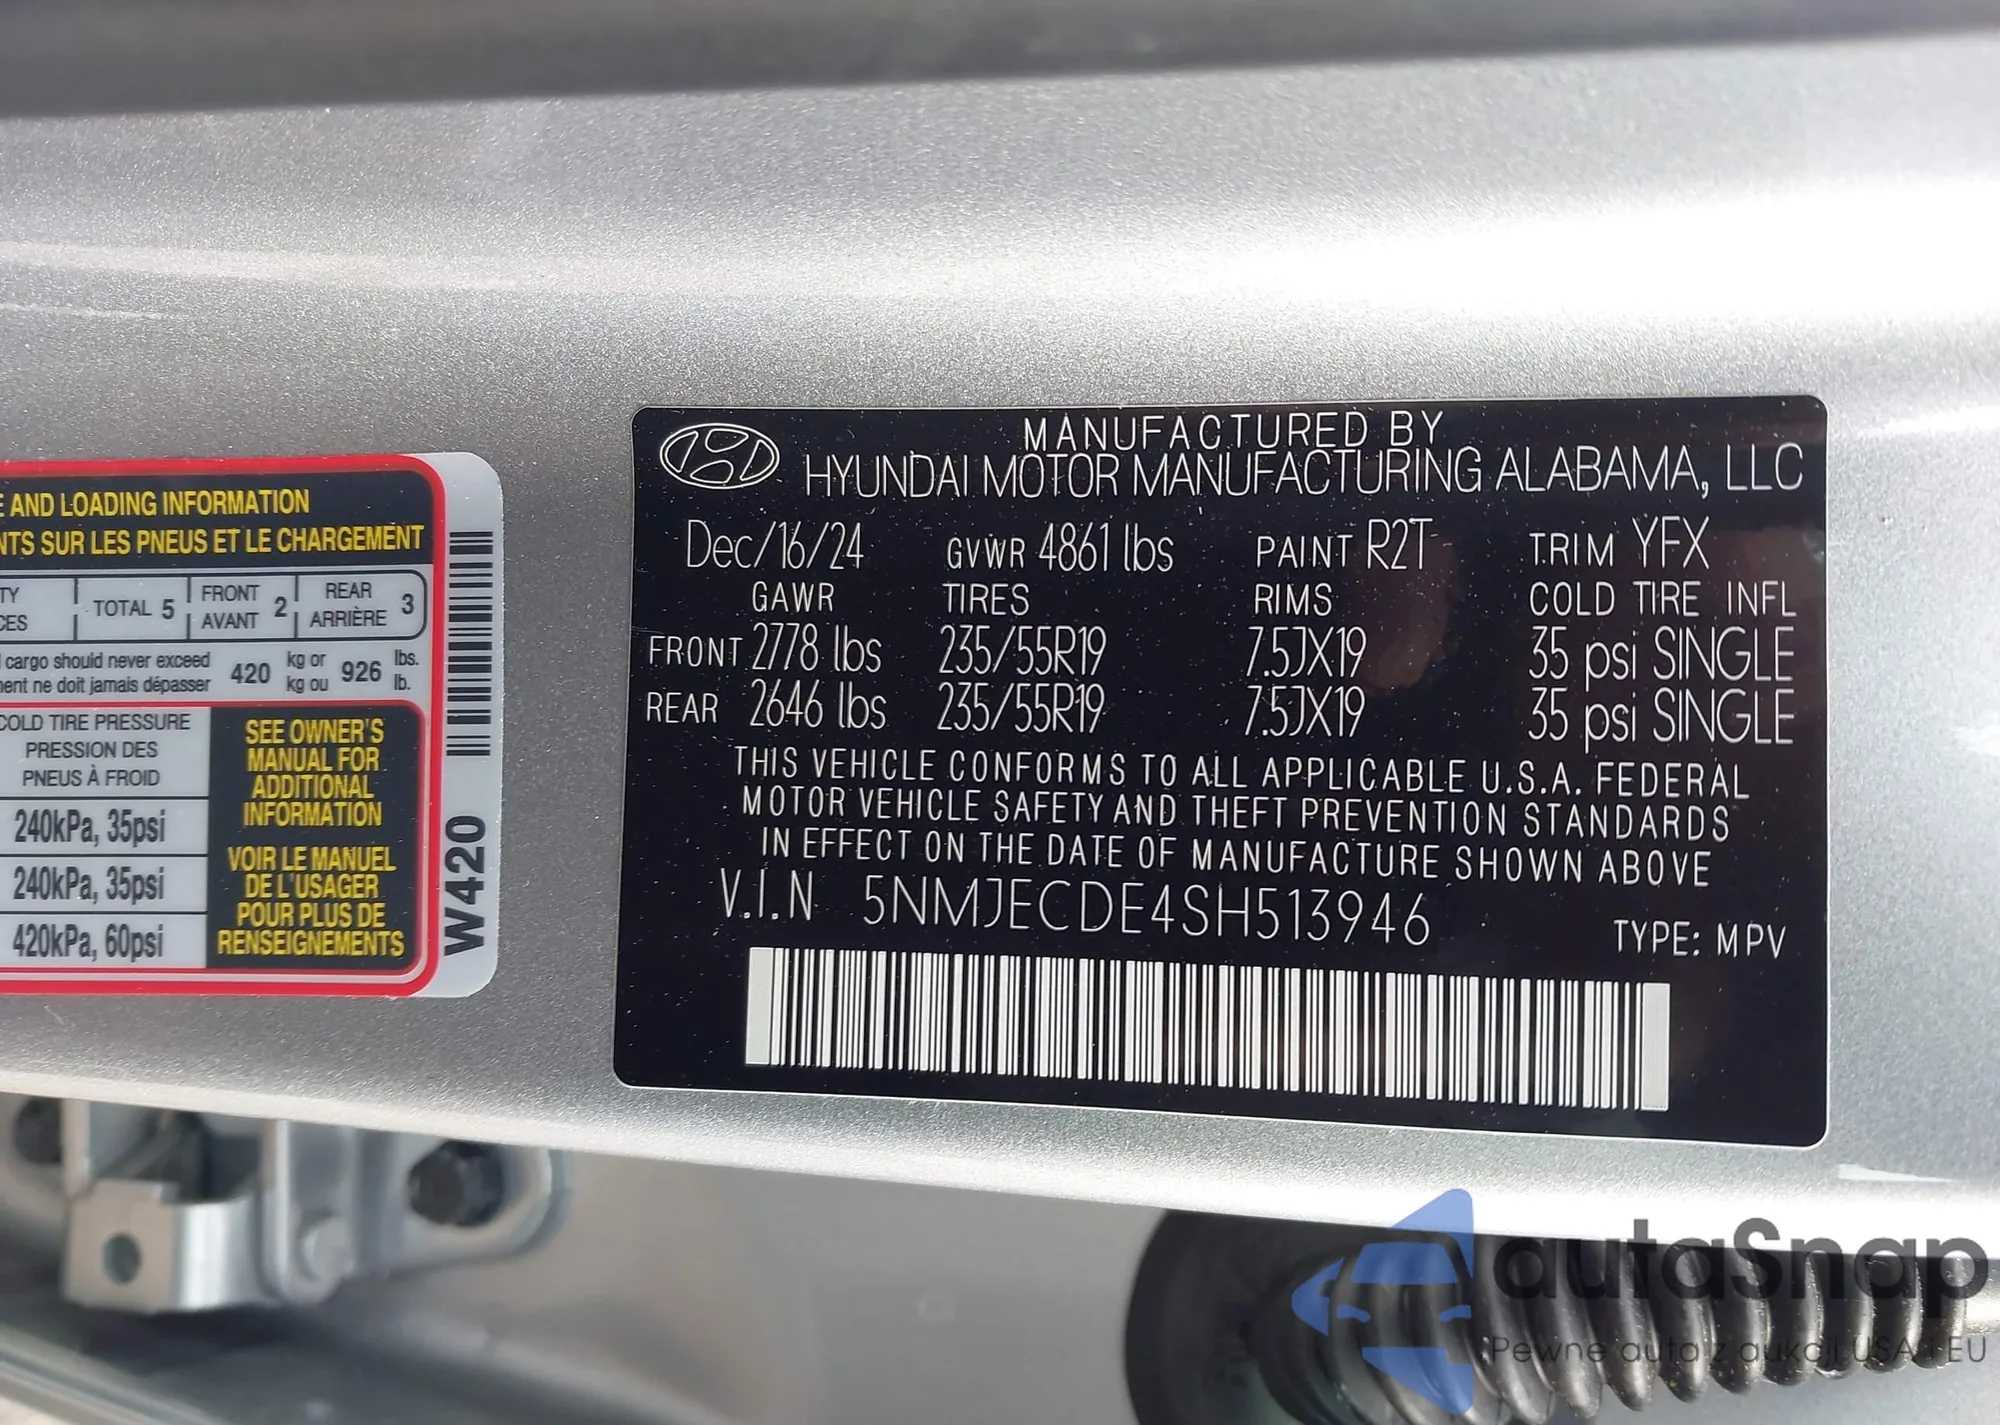 E AND LOADING INFORMATION
NTS SUR LES PNEUS ET LE CHARGEMENT
TY
CES
TOTAL 5
FRONT
AVANT 2
REAR
ARRIÈRE 3
cargo should never exceed
ment ne doit jamais dépasser
420 kg or
kg ou 926 lbs.
lb.
COLD TIRE PRESSURE
PRESSION DES
PNEUS À FROID
240kPa, 35psi
240kPa, 35psi
420kPa, 60psi
SEE OWNER'S
MANUAL FOR
ADDITIONAL
INFORMATION
VOIR LE MANUEL
DE L'USAGER
POUR PLUS DE
RENSEIGNEMENTS
W420
MANUFACTURED BY
HYUNDAI MOTOR MANUFACTURING ALABAMA, LLC
Dec/16/24 GVWR 4861 lbs PAINT R2T TRIM YFX
GAWR TIRES RIMS COLD TIRE INFL
FRONT 2778 lbs 235/55R19 7.5JX19 35 psi SINGLE
REAR 2646 lbs 235/55R19 7.5JX19 35 psi SINGLE
THIS VEHICLE CONFORMS TO ALL APPLICABLE U.S.A. FEDERAL
MOTOR VEHICLE SAFETY AND THEFT PREVENTION STANDARDS
IN EFFECT ON THE DATE OF MANUFACTURE SHOWN ABOVE
V.I.N 5NMJECDE4SH513946
TYPE: MPV
autaSnap
Pewne auta z aukcji USA i EU